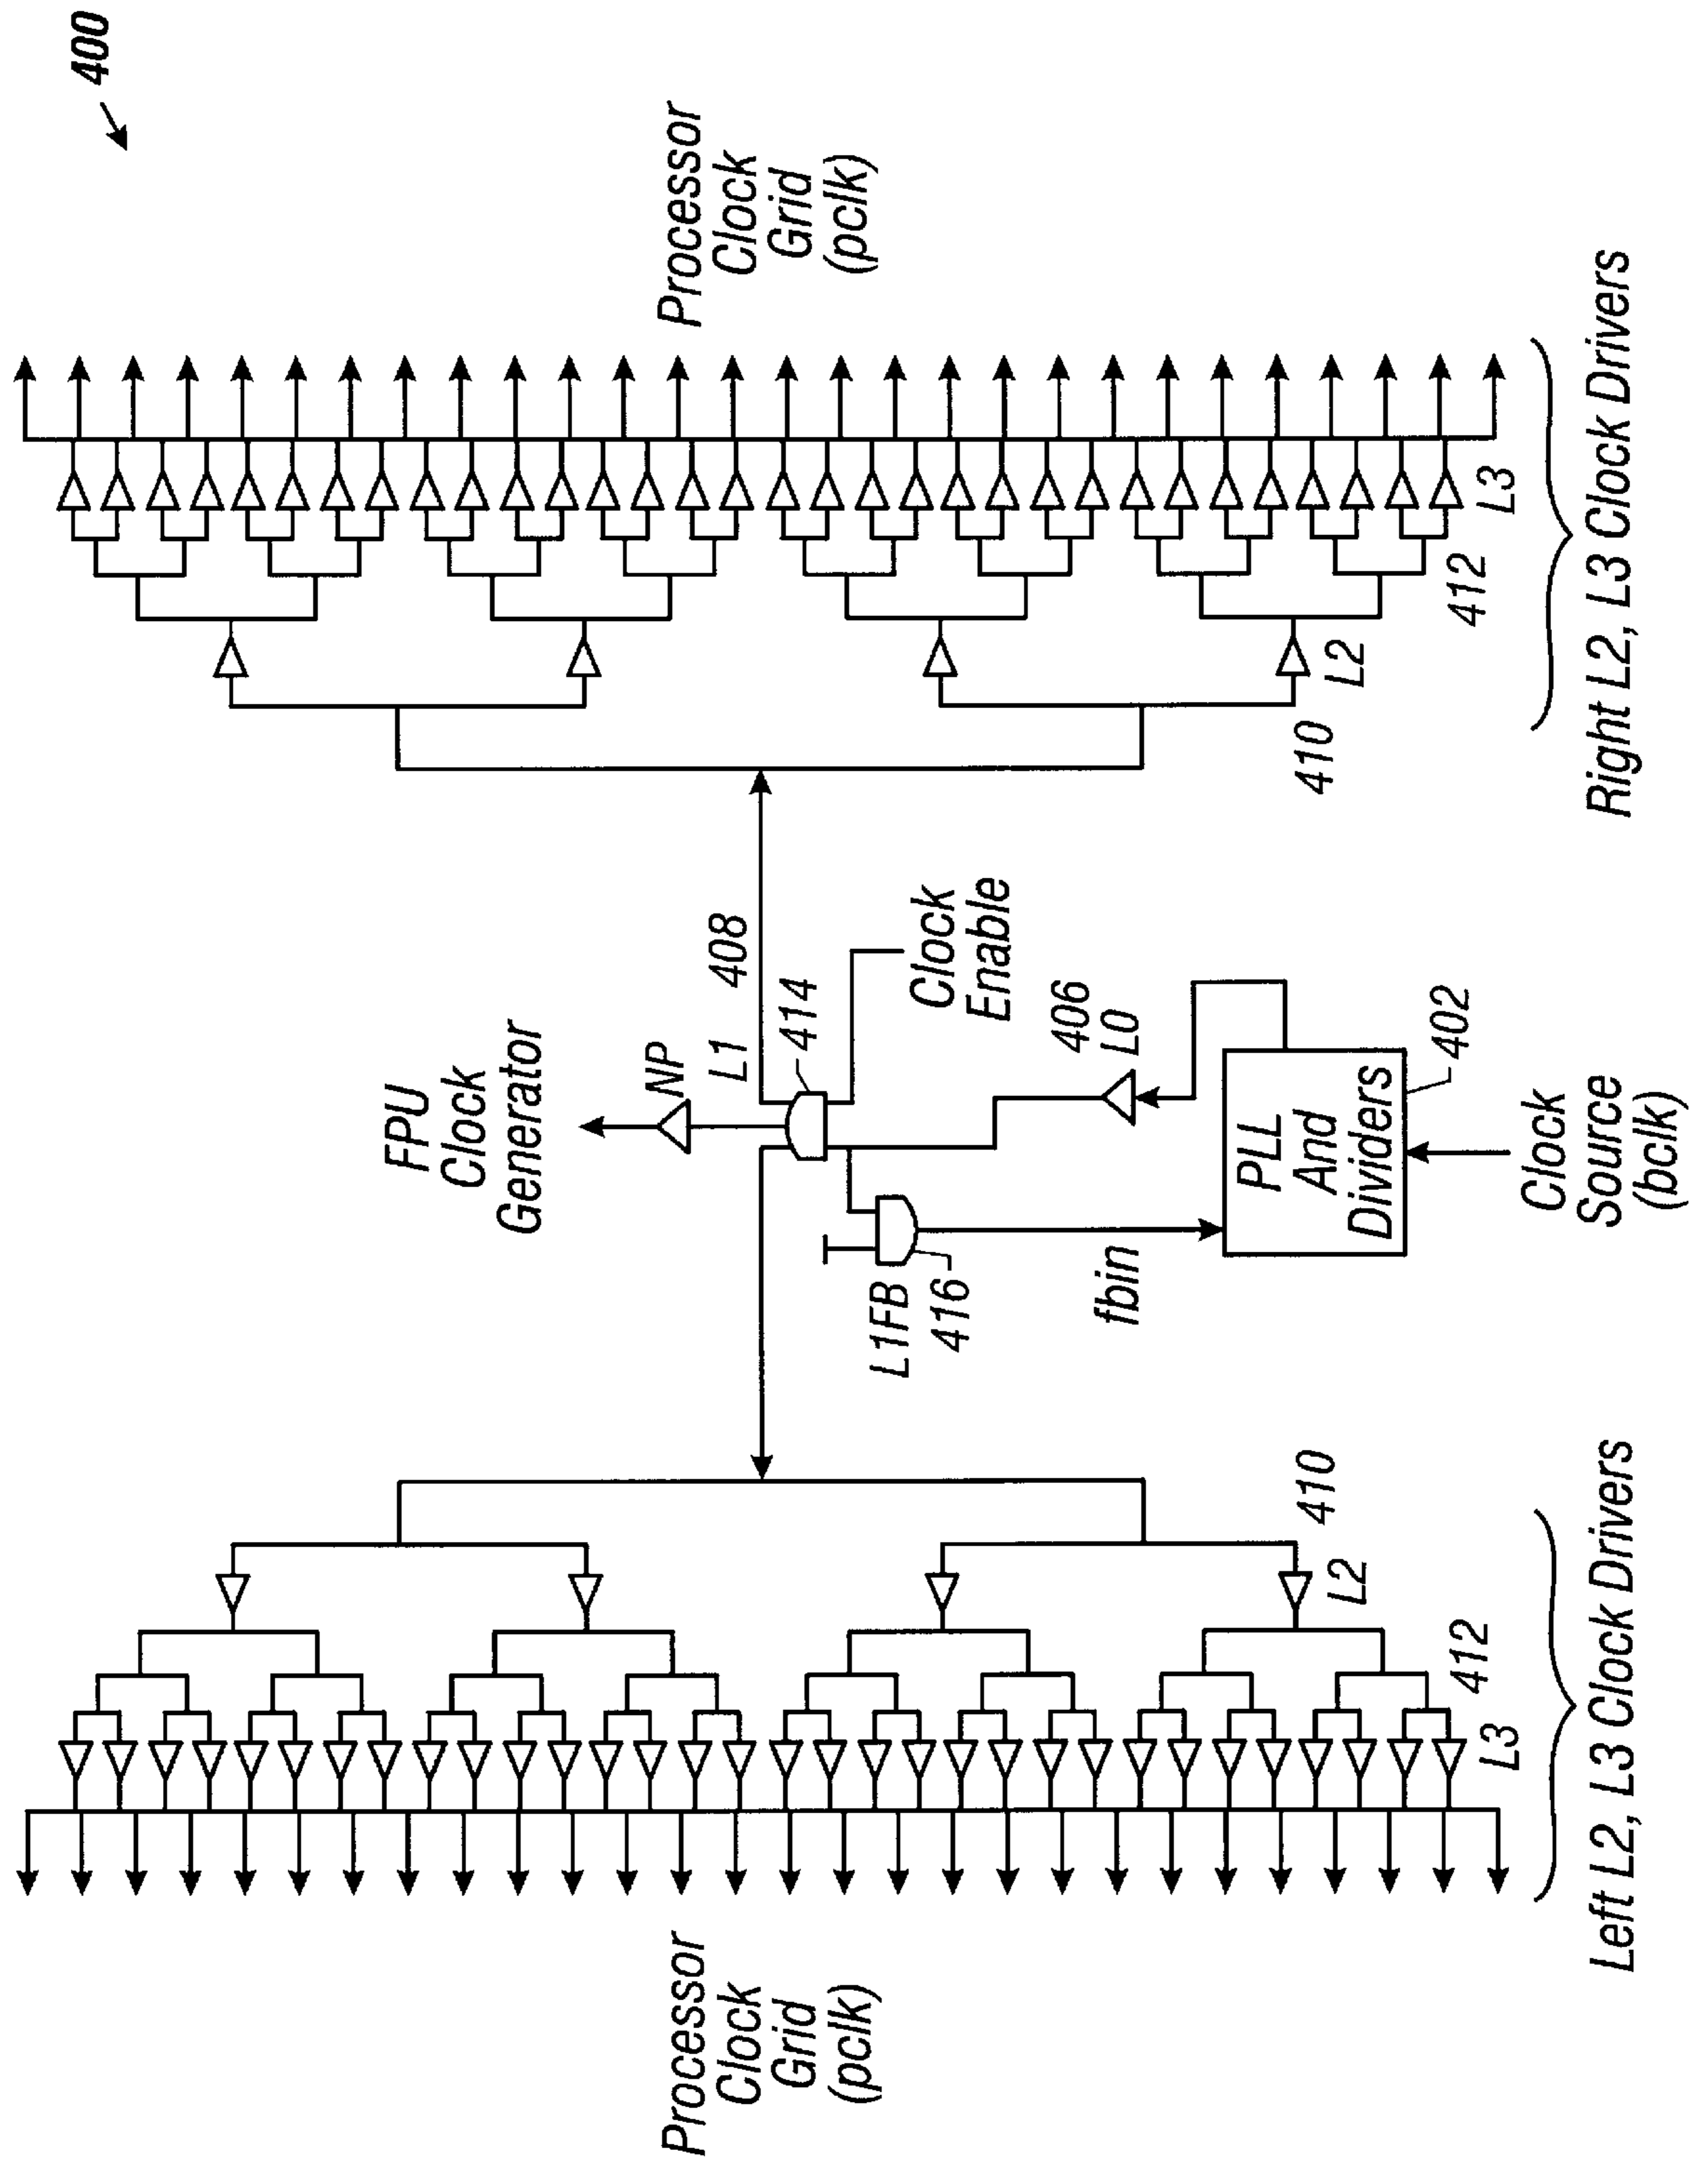 400
Processor
Clock
Grid
(pclk)
FPU
Clock
Generator
Processor
Clock
Grid
(pclk)
NP
L1 408
414
L1FB
416
Clock
Enable
fbin
406
L0
PLL
And
Dividers
402
Clock
Source
(bclk)
410
L2
412
L3
Left L2, L3 Clock Drivers
410
L2
412
L3
Right L2, L3 Clock Drivers